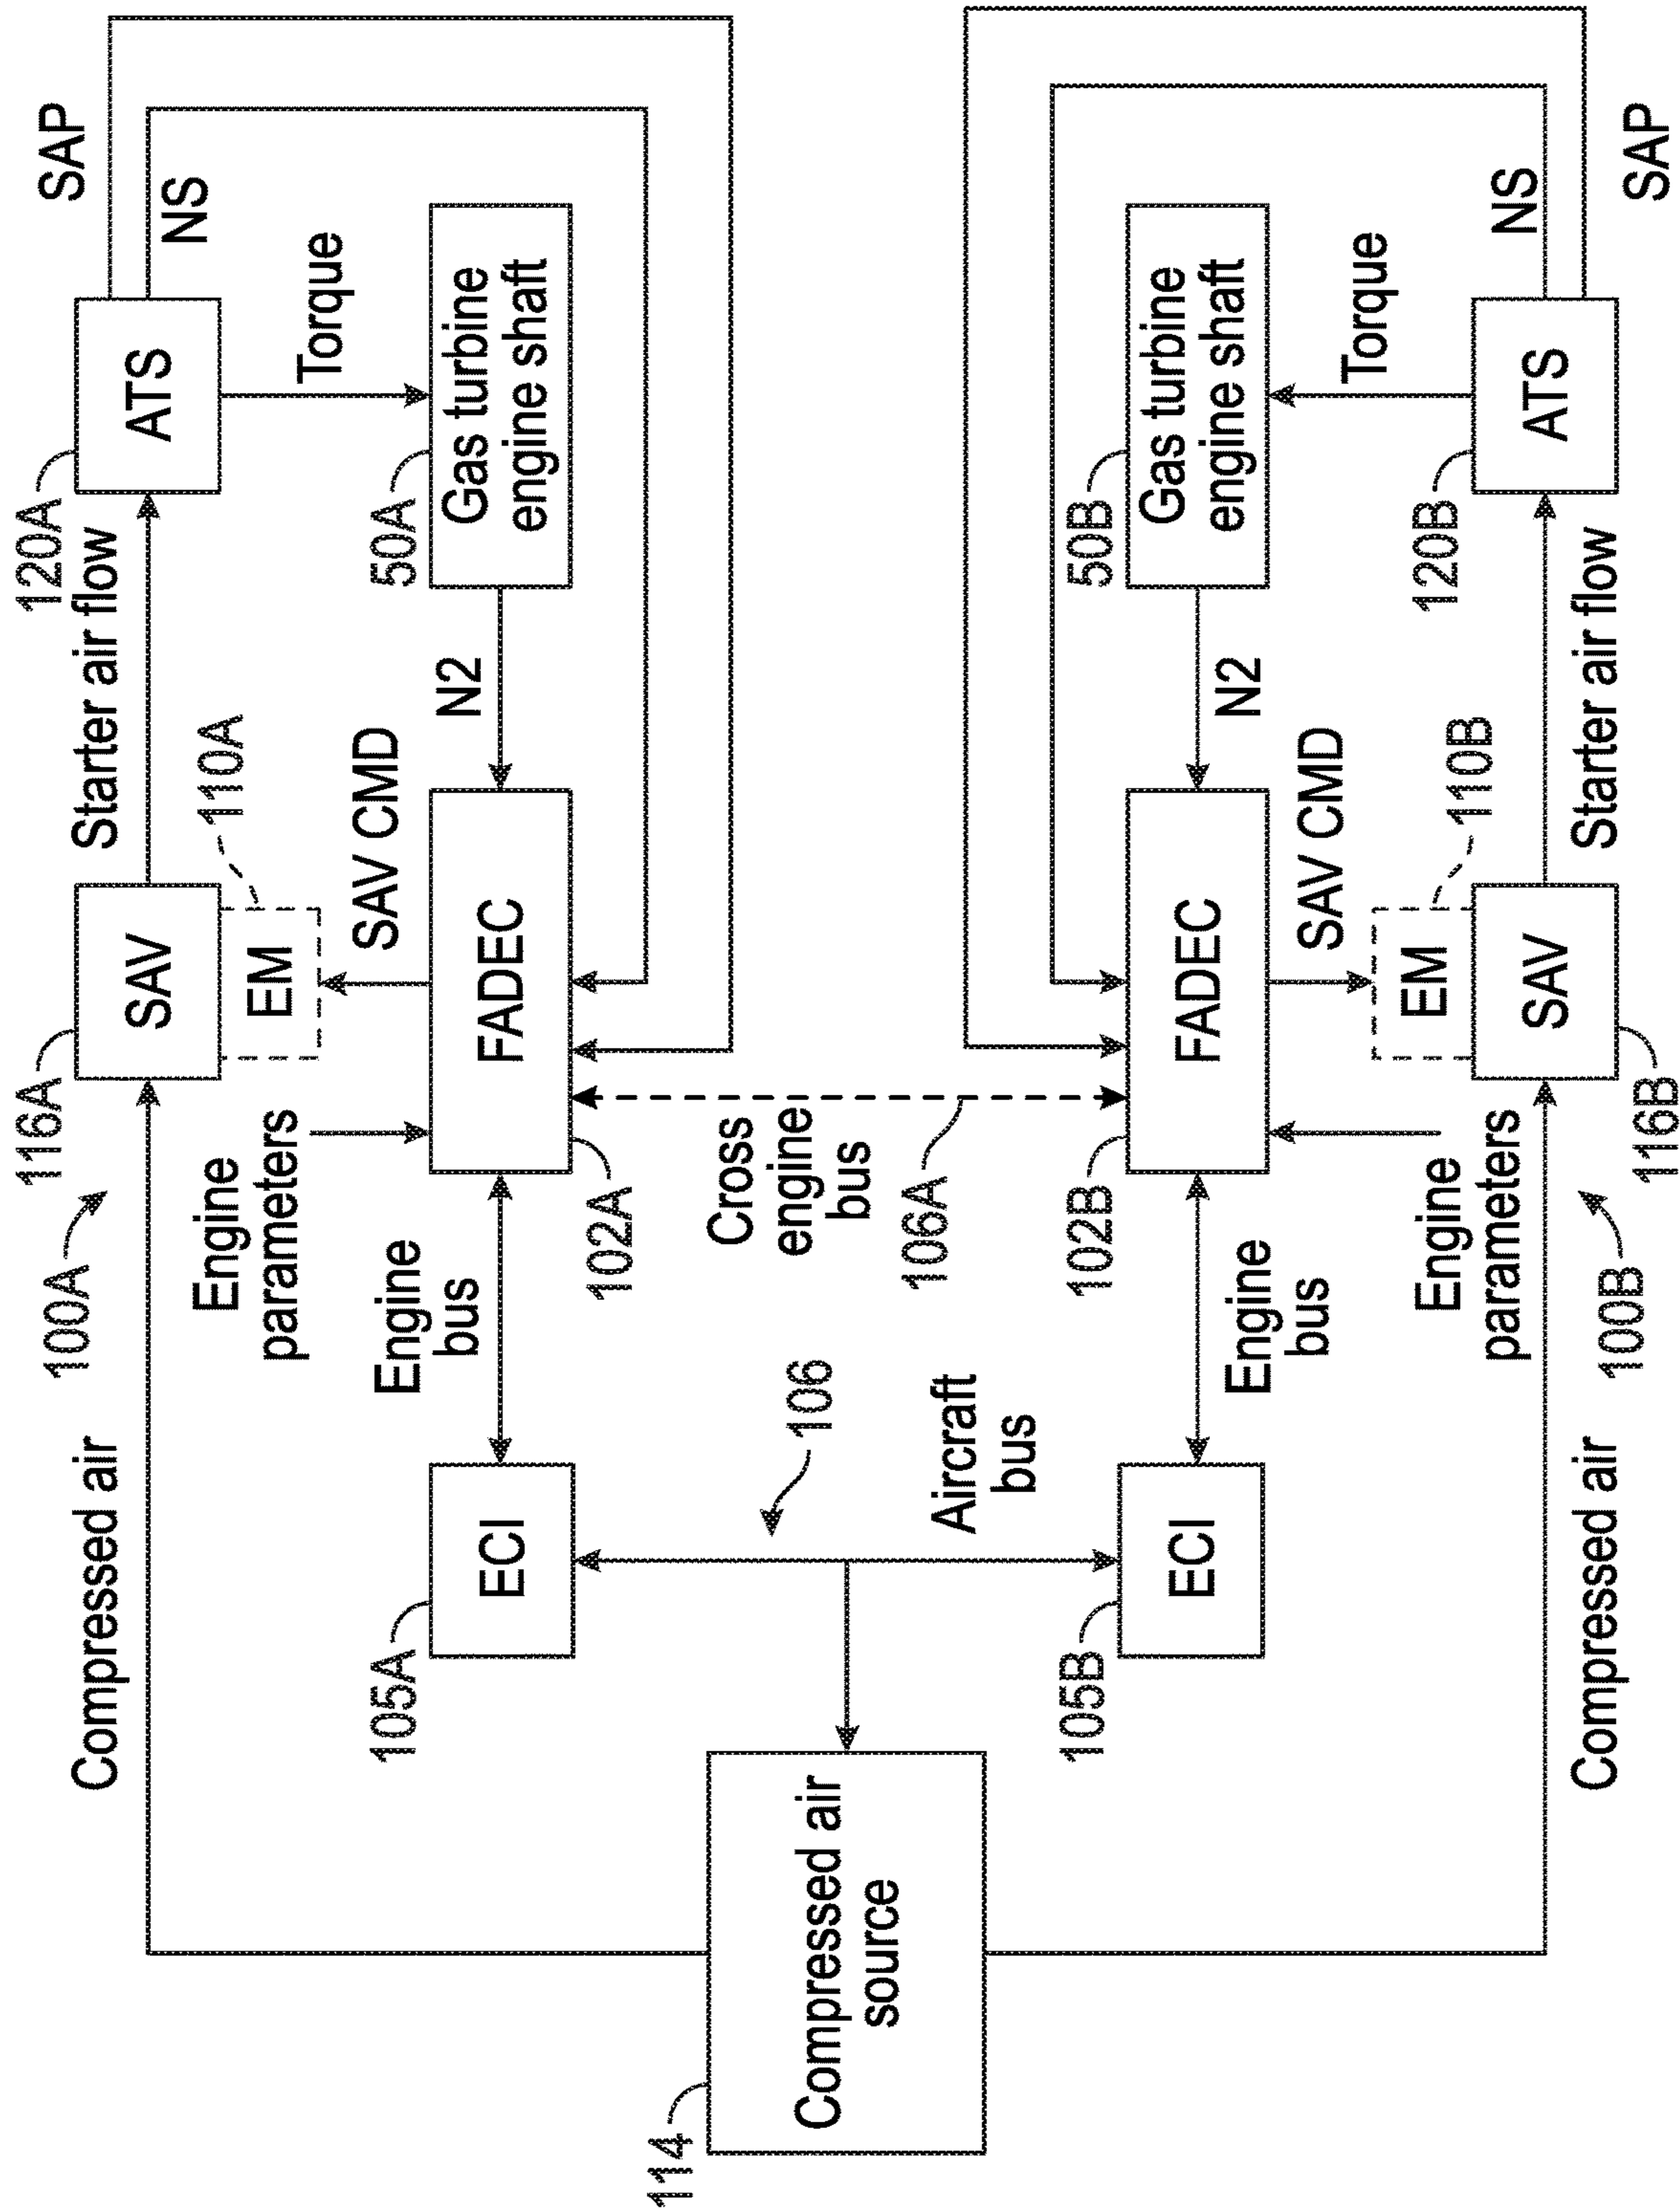 100A
116A
120A
Compressed air
SAV
Starter air flow
ATS
SAP
NS
110A
EM
Torque
Engine
parameters
SAV CMD
105A
ECI
Engine
bus
FADEC
N2
50A
Gas turbine
engine shaft
102A
114
Compressed air
source
106
Aircraft
bus
Cross
engine
bus
106A
105B
ECI
Engine
bus
102B
FADEC
N2
50B
Gas turbine
engine shaft
SAV CMD
Torque
Engine
parameters
EM
110B
120B
NS
Compressed air
SAV
Starter air flow
ATS
SAP
100B
116B